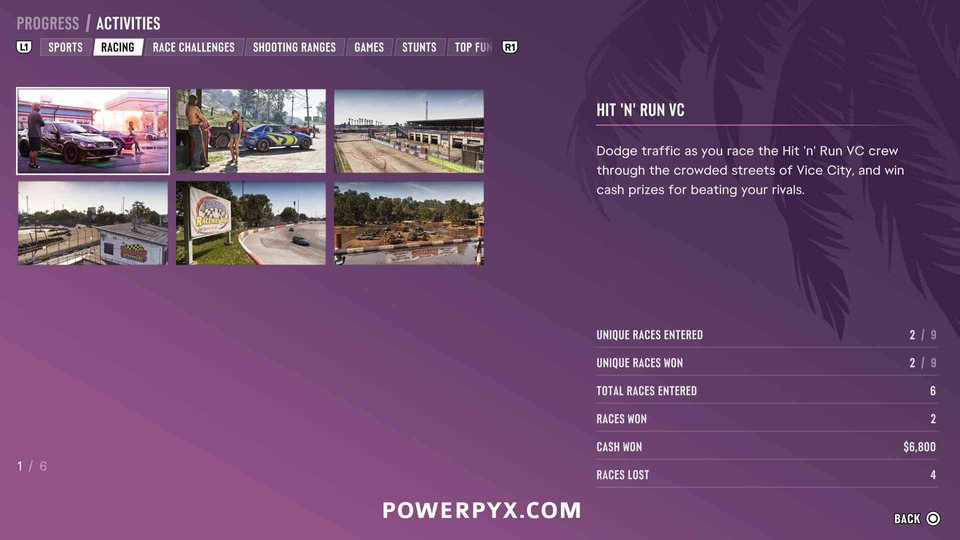 PROGRESS / ACTIVITIES
L1 SPORTS RACING RACE CHALLENGES SHOOTING RANGES GAMES STUNTS TOP FUN R1
HIT 'N' RUN VC
Dodge traffic as you race the Hit 'n' Run VC crew
through the crowded streets of Vice City, and win
cash prizes for beating your rivals.
RACEWAY
UNIQUE RACES ENTERED 2 / 9
UNIQUE RACES WON 2 / 9
TOTAL RACES ENTERED 6
RACES WON 2
CASH WON $6,800
RACES LOST 4
1 / 6
POWERPYX.COM
BACK